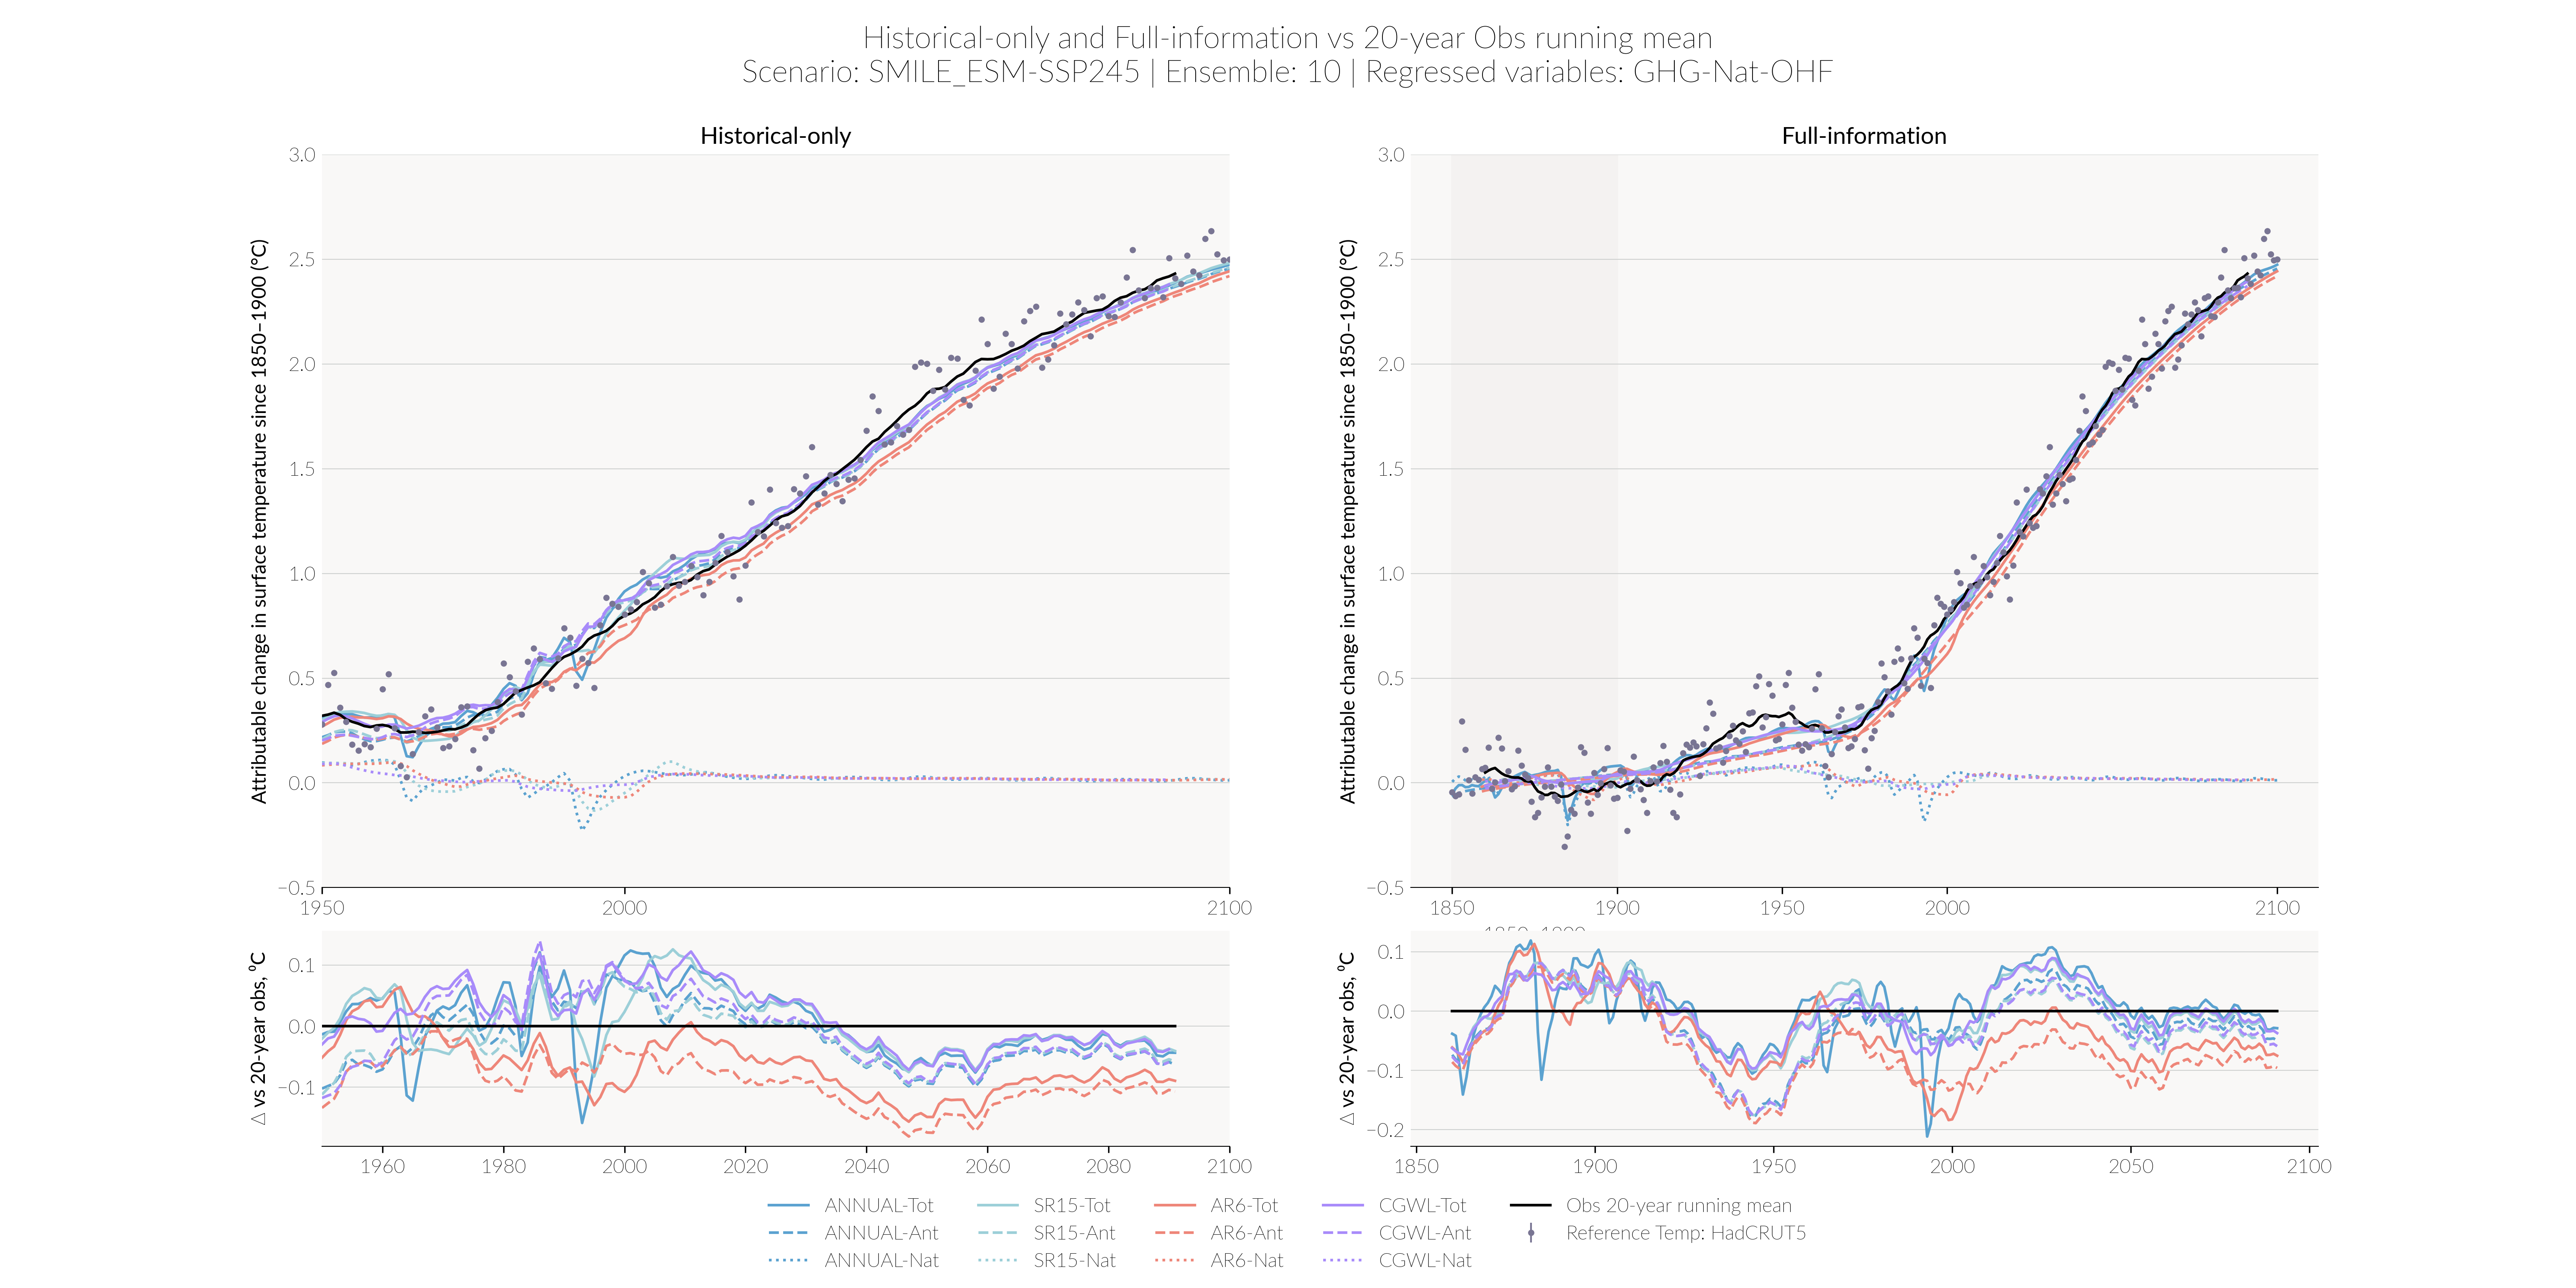 Historical-only and Full-information vs 20-year Obs running mean
Scenario: SMILE_ESM-SSP245 | Ensemble: 10 | Regressed variables: GHG-Nat-OHF
Historical-only
Attributable change in surface temperature since 1850–1900 (°C)
3.0
2.5
2.0
1.5
1.0
0.5
0.0
−0.5
1950
2000
2100
Δ vs 20-year obs, °C
0.1
0.0
−0.1
1960
1980
2000
2020
2040
2060
2080
2100
Full-information
Attributable change in surface temperature since 1850–1900 (°C)
3.0
2.5
2.0
1.5
1.0
0.5
0.0
−0.5
1850
1900
1950
2000
2100
Δ vs 20-year obs, °C
0.1
0.0
−0.1
−0.2
1850
1900
1950
2000
2050
2100
ANNUAL-Tot
ANNUAL-Ant
ANNUAL-Nat
SR15-Tot
SR15-Ant
SR15-Nat
AR6-Tot
AR6-Ant
AR6-Nat
CGWL-Tot
CGWL-Ant
CGWL-Nat
Obs 20-year running mean
Reference Temp: HadCRUT5